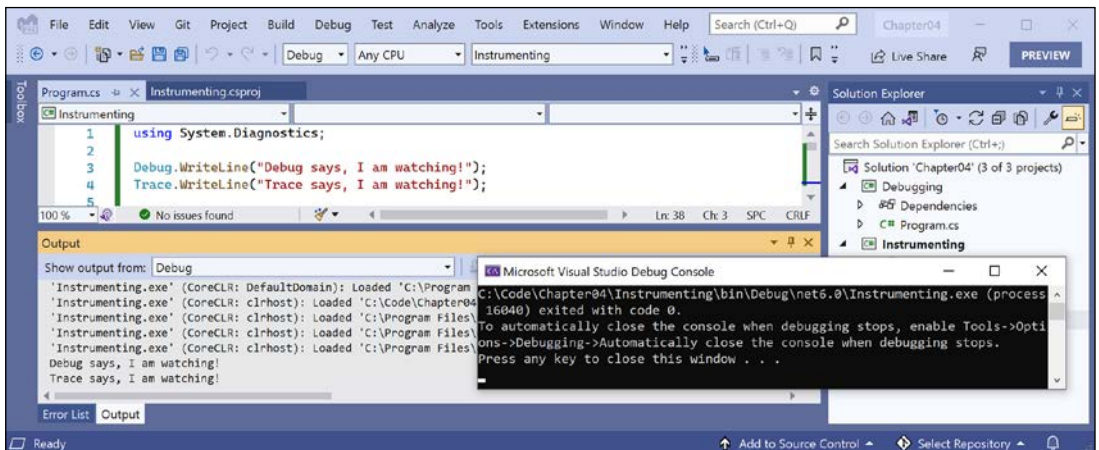 File Edit View Git Project Build Debug Test Analyze Tools Extensions Window Help Search (Ctrl+Q) Chapter04
Debug Any CPU Instrumenting Live Share PREVIEW
Toolbox
Program.cs Instrumenting.csproj
Instrumenting
1 using System.Diagnostics;
2
3 Debug.WriteLine("Debug says, I am watching!");
4 Trace.WriteLine("Trace says, I am watching!");
5
100 % No issues found Ln: 38 Ch: 3 SPC CRLF
Output
Show output from: Debug
'Instrumenting.exe' (CoreCLR: DefaultDomain): Loaded 'C:\Program
'Instrumenting.exe' (CoreCLR: clrhost): Loaded 'C:\Code\Chapter04
'Instrumenting.exe' (CoreCLR: clrhost): Loaded 'C:\Program Files\
'Instrumenting.exe' (CoreCLR: clrhost): Loaded 'C:\Program Files\
'Instrumenting.exe' (CoreCLR: clrhost): Loaded 'C:\Program Files\
Debug says, I am watching!
Trace says, I am watching!
Error List Output
Microsoft Visual Studio Debug Console
C:\Code\Chapter04\Instrumenting\bin\Debug\net6.0\Instrumenting.exe (process
16040) exited with code 0.
To automatically close the console when debugging stops, enable Tools->Opti
ons->Debugging->Automatically close the console when debugging stops.
Press any key to close this window . . .
Solution Explorer
Search Solution Explorer (Ctrl+;)
Solution 'Chapter04' (3 of 3 projects)
Debugging
Dependencies
C# Program.cs
Instrumenting
Ready Add to Source Control Select Repository